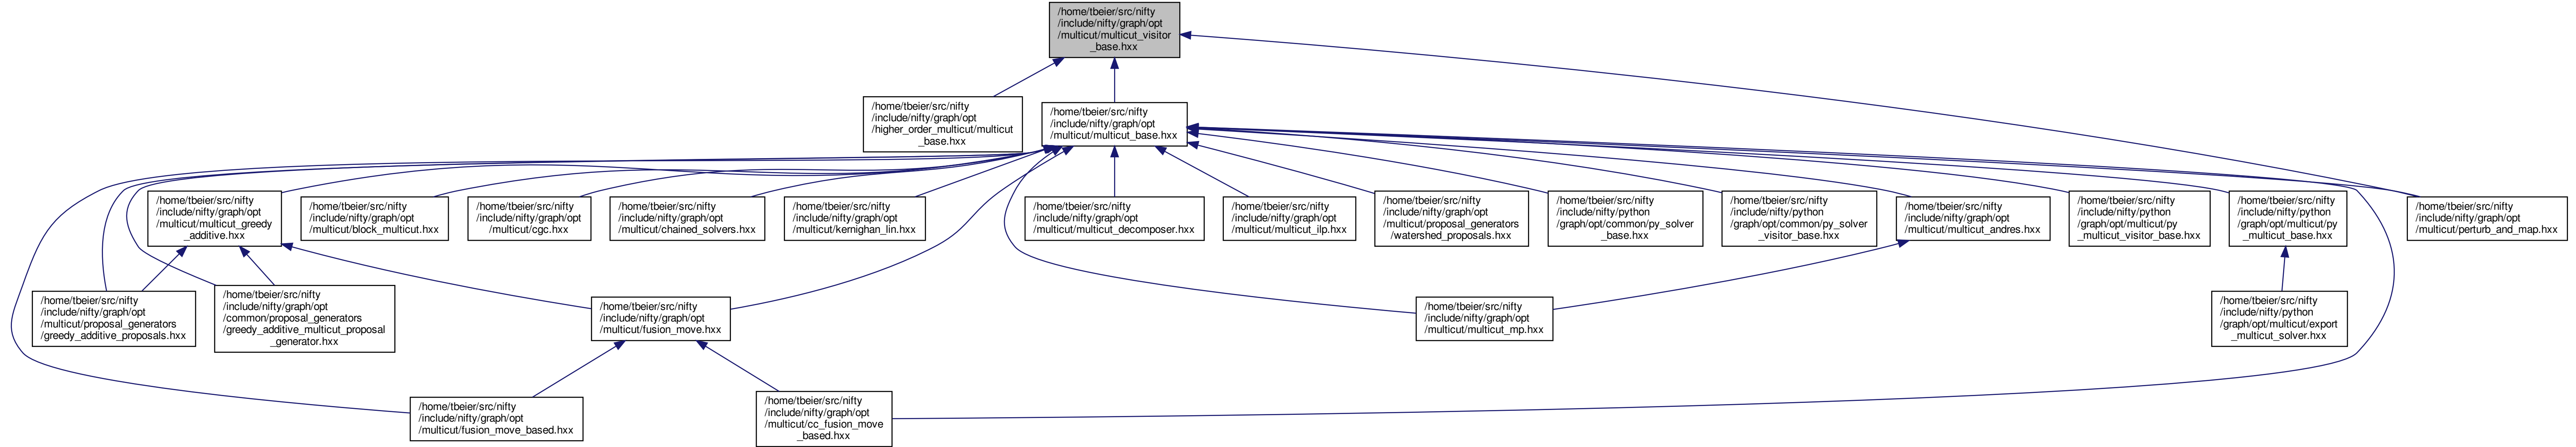 /home/tbeier/src/nifty
/include/nifty/graph/opt
/multicut/multicut_visitor
_base.hxx
/home/tbeier/src/nifty
/include/nifty/graph/opt
/higher_order_multicut/multicut
_base.hxx
/home/tbeier/src/nifty
/include/nifty/graph/opt
/multicut/multicut_base.hxx
/home/tbeier/src/nifty
/include/nifty/graph/opt
/multicut/multicut_greedy
_additive.hxx
/home/tbeier/src/nifty
/include/nifty/graph/opt
/multicut/block_multicut.hxx
/home/tbeier/src/nifty
/include/nifty/graph/opt
/multicut/cgc.hxx
/home/tbeier/src/nifty
/include/nifty/graph/opt
/multicut/chained_solvers.hxx
/home/tbeier/src/nifty
/include/nifty/graph/opt
/multicut/kernighan_lin.hxx
/home/tbeier/src/nifty
/include/nifty/graph/opt
/multicut/multicut_decomposer.hxx
/home/tbeier/src/nifty
/include/nifty/graph/opt
/multicut/multicut_ilp.hxx
/home/tbeier/src/nifty
/include/nifty/graph/opt
/multicut/proposal_generators
/watershed_proposals.hxx
/home/tbeier/src/nifty
/include/nifty/python
/graph/opt/common/py_solver
_base.hxx
/home/tbeier/src/nifty
/include/nifty/python
/graph/opt/common/py_solver
_visitor_base.hxx
/home/tbeier/src/nifty
/include/nifty/graph/opt
/multicut/multicut_andres.hxx
/home/tbeier/src/nifty
/include/nifty/python
/graph/opt/multicut/py
_multicut_visitor_base.hxx
/home/tbeier/src/nifty
/include/nifty/python
/graph/opt/multicut/py
_multicut_base.hxx
/home/tbeier/src/nifty
/include/nifty/graph/opt
/multicut/perturb_and_map.hxx
/home/tbeier/src/nifty
/include/nifty/graph/opt
/multicut/proposal_generators
/greedy_additive_proposals.hxx
/home/tbeier/src/nifty
/include/nifty/graph/opt
/common/proposal_generators
/greedy_additive_multicut_proposal
_generator.hxx
/home/tbeier/src/nifty
/include/nifty/graph/opt
/multicut/fusion_move.hxx
/home/tbeier/src/nifty
/include/nifty/graph/opt
/multicut/multicut_mp.hxx
/home/tbeier/src/nifty
/include/nifty/python
/graph/opt/multicut/export
_multicut_solver.hxx
/home/tbeier/src/nifty
/include/nifty/graph/opt
/multicut/fusion_move_based.hxx
/home/tbeier/src/nifty
/include/nifty/graph/opt
/multicut/cc_fusion_move
_based.hxx